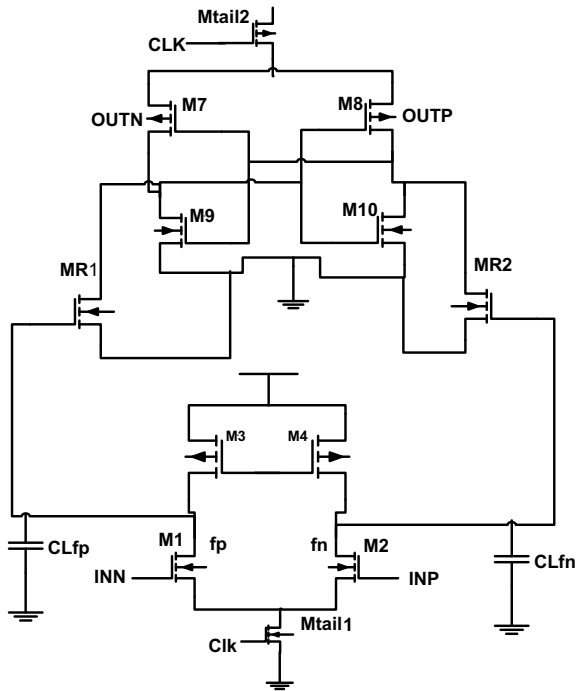 Mtail2
CLK
M7
M8
OUTN
OUTP
M9
M10
MR1
MR2
M3
M4
CLfp
M1
fp
fn
M2
CLfn
INN
INP
Mtail1
Clk